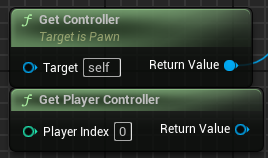 f Get Controller
Target is Pawn
Target self Return Value
f Get Player Controller
Player Index 0 Return Value